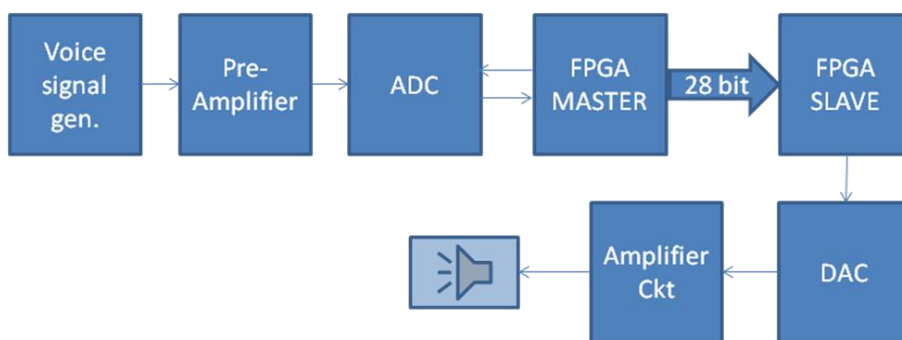 Voice
signal
gen.
Pre-
Amplifier
ADC
FPGA
MASTER
28 bit
FPGA
SLAVE
Amplifier
Ckt
DAC